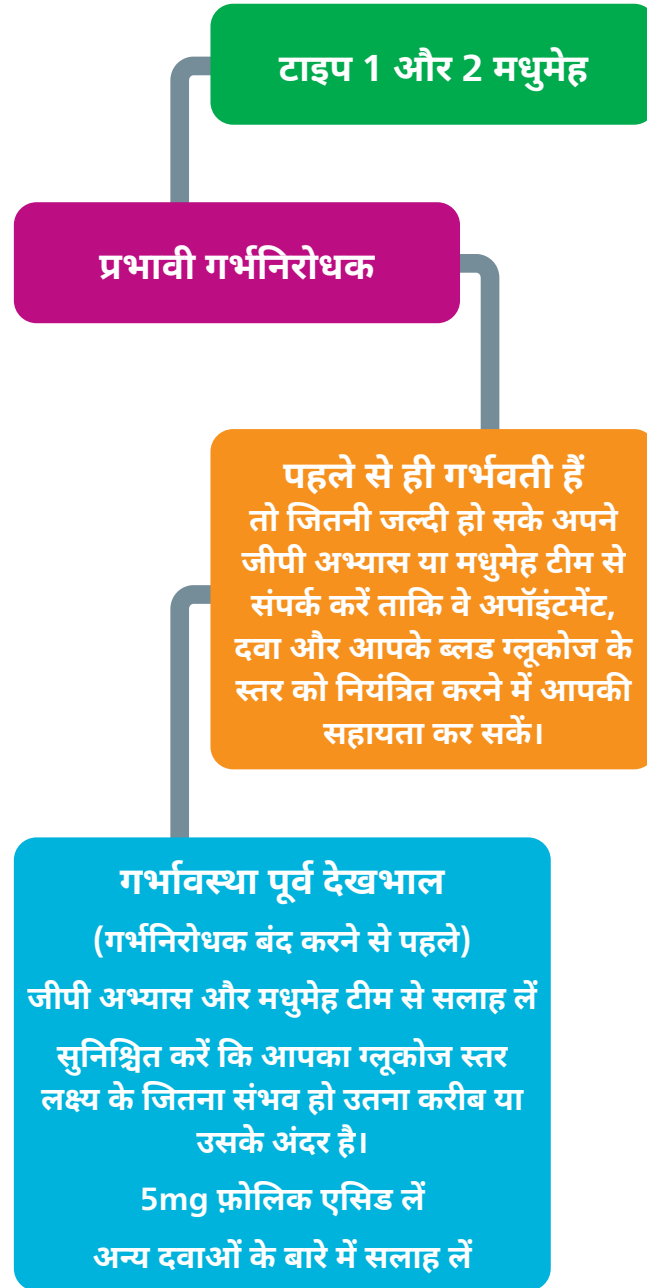 टाइप 1 और 2 मधुमेह
प्रभावी गर्भनिरोधक
पहले से ही गर्भवती हैं
तो जितनी जल्दी हो सके अपने
जीपी अभ्यास या मधुमेह टीम से
संपर्क करें ताकि वे अपॉइंटमेंट,
दवा और आपके ब्लड ग्लूकोज के
स्तर को नियंत्रित करने में आपकी
सहायता कर सकें।
गर्भावस्था पूर्व देखभाल
(गर्भनिरोधक बंद करने से पहले)
जीपी अभ्यास और मधुमेह टीम से सलाह लें
सुनिश्चित करें कि आपका ग्लूकोज स्तर
लक्ष्य के जितना संभव हो उतना करीब या
उसके अंदर है।
5mg फ़ोलिक एसिड लें
अन्य दवाओं के बारे में सलाह लें